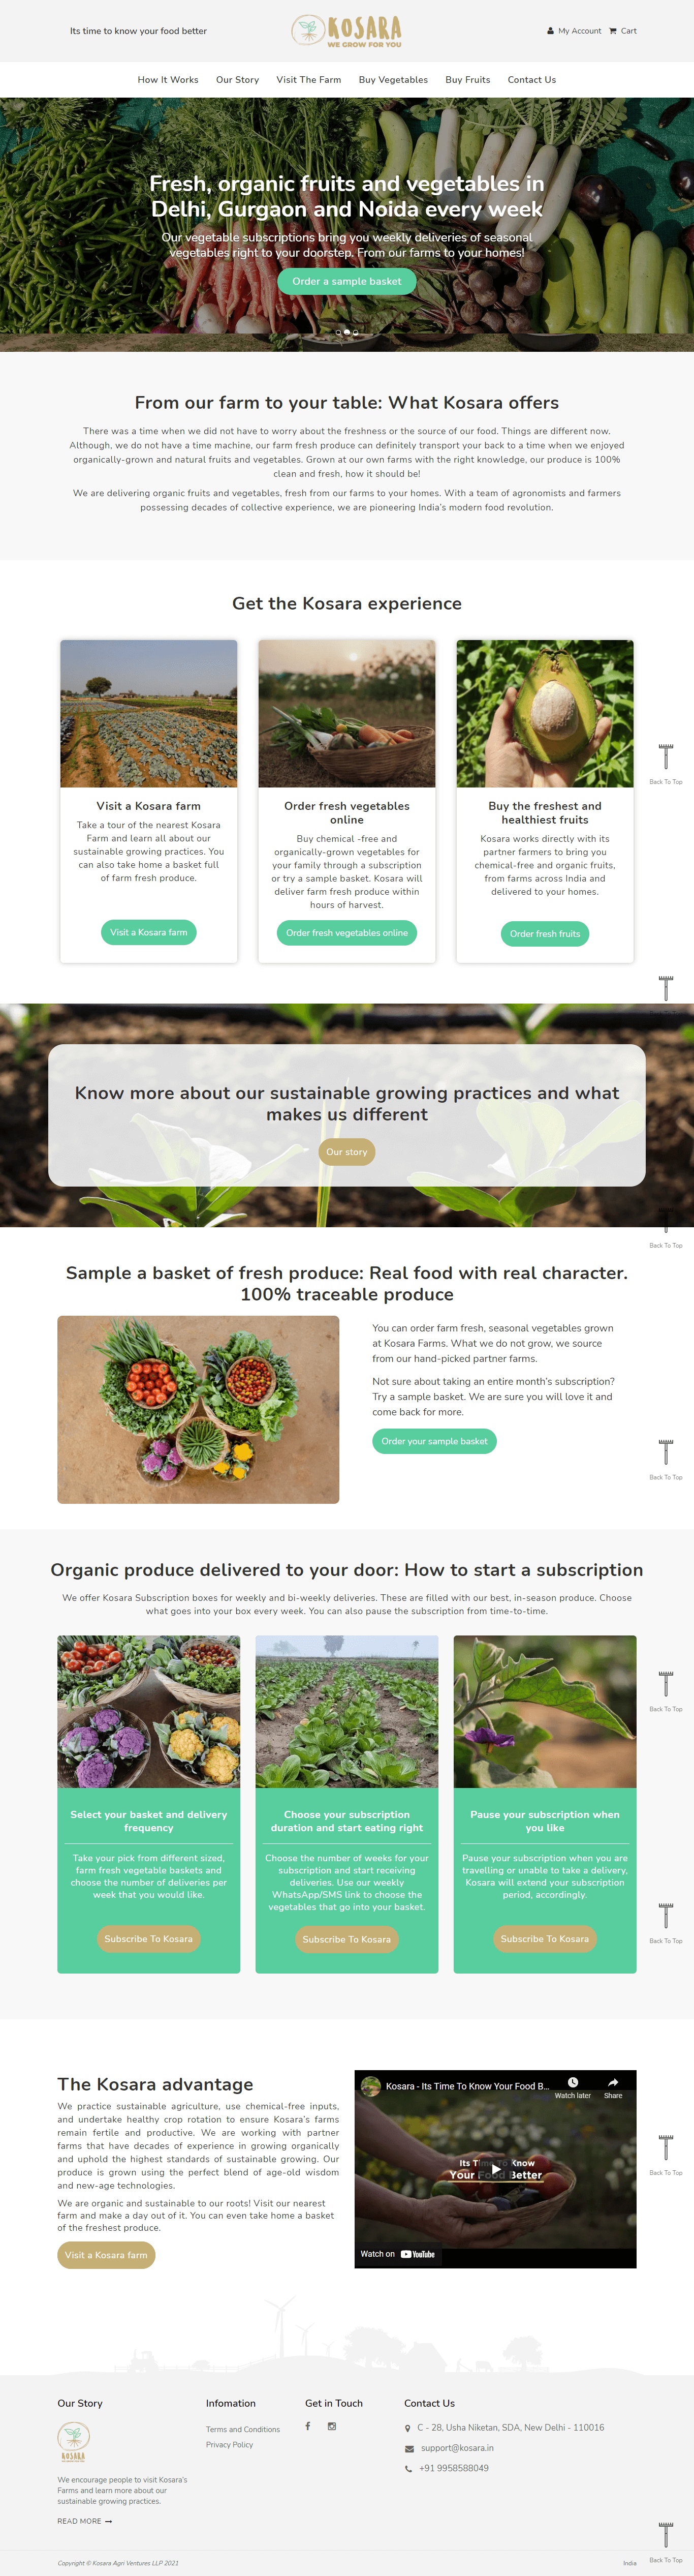 Its time to know your food better
KOSARA
WE GROW FOR YOU
My Account
Cart
How It Works
Our Story
Visit The Farm
Buy Vegetables
Buy Fruits
Contact Us
Fresh, organic fruits and vegetables in
Delhi, Gurgaon and Noida every week
Our vegetable subscriptions bring you weekly deliveries of seasonal
vegetables right to your doorstep. From our farms to your homes!
Order a sample basket
From our farm to your table: What Kosara offers
There was a time when we did not have to worry about the freshness or the source of our food. Things are different now.
Although, we do not have a time machine, our farm fresh produce can definitely transport your back to a time when we enjoyed
organically-grown and natural fruits and vegetables. Grown at our own farms with the right knowledge, our produce is 100%
clean and fresh, how it should be!
We are delivering organic fruits and vegetables, fresh from our farms to your homes. With a team of agronomists and farmers
possessing decades of collective experience, we are pioneering India's modern food revolution.
Get the Kosara experience
Visit a Kosara farm
Take a tour of the nearest Kosara
Farm and learn all about our
sustainable growing practices. You
can also take home a basket full
of farm fresh produce.
Visit a Kosara farm
Order fresh vegetables
online
Buy chemical -free and
organically-grown vegetables for
your family through a subscription
or try a sample basket. Kosara will
deliver farm fresh produce within
hours of harvest.
Order fresh vegetables online
Buy the freshest and
healthiest fruits
Kosara works directly with its
partner farmers to bring you
chemical-free and organic fruits,
from farms across India and
delivered to your homes.
Order fresh fruits
Back To Top
Know more about our sustainable growing practices and what
makes us different
Our story
Back To Top
Sample a basket of fresh produce: Real food with real character.
100% traceable produce
You can order farm fresh, seasonal vegetables grown
at Kosara Farms. What we do not grow, we source
from our hand-picked partner farms.
Not sure about taking an entire month's subscription?
Try a sample basket. We are sure you will love it and
come back for more.
Order your sample basket
Back To Top
Organic produce delivered to your door: How to start a subscription
We offer Kosara Subscription boxes for weekly and bi-weekly deliveries. These are filled with our best, in-season produce. Choose
what goes into your box every week. You can also pause the subscription from time-to-time.
Back To Top
Select your basket and delivery
frequency
Take your pick from different sized,
farm fresh vegetable baskets and
choose the number of deliveries per
week that you would like.
Subscribe To Kosara
Choose your subscription
duration and start eating right
Choose the number of weeks for your
subscription and start receiving
deliveries. Use our weekly
WhatsApp/SMS link to choose the
vegetables that go into your basket.
Subscribe To Kosara
Pause your subscription when
you like
Pause your subscription when you are
travelling or unable to take a delivery,
Kosara will extend your subscription
period, accordingly.
Subscribe To Kosara
Back To Top
The Kosara advantage
We practice sustainable agriculture, use chemical-free inputs,
and undertake healthy crop rotation to ensure Kosara's farms
remain fertile and productive. We are working with partner
farms that have decades of experience in growing organically
and uphold the highest standards of sustainable growing. Our
produce is grown using the perfect blend of age-old wisdom
and new-age technologies.
We are organic and sustainable to our roots! Visit our nearest
farm and make a day out of it. You can even take home a basket
of the freshest produce.
Visit a Kosara farm
Kosara - Its Time To Know Your Food B...
Watch later
Share
Its Time To Know
Your Food Better
Watch on YouTube
Back To Top
Our Story
KOSARA
We encourage people to visit Kosara's
Farms and learn more about our
sustainable growing practices.
READ MORE
Infomation
Terms and Conditions
Privacy Policy
Get in Touch
Contact Us
C - 28, Usha Niketan, SDA, New Delhi - 110016
support@kosara.in
+91 9958588049
Copyright © Kosara Agri Ventures LLP 2021
India
Back To Top